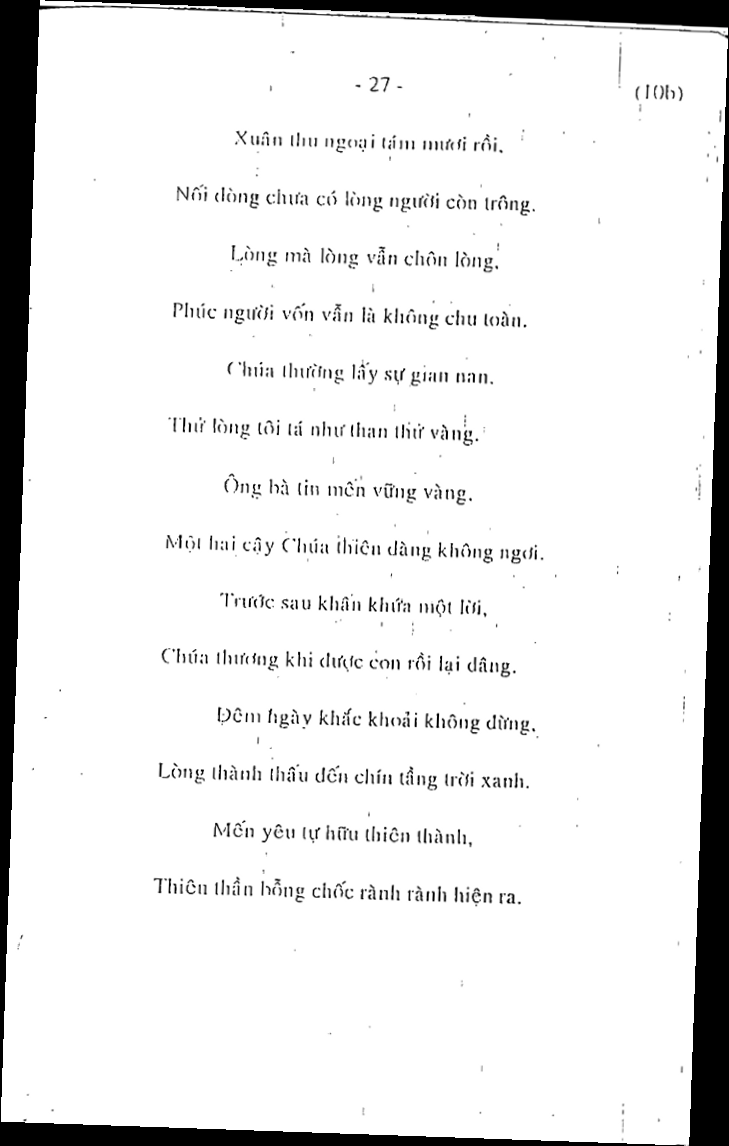 - 27 -
(10b)
Xuân thu ngoại tám mươi rồi,
Nối dòng chưa có lòng người còn trông.
Lòng mà lòng vẫn chôn lòng,
Phúc người vốn vẫn là không chu toàn.
Chúa thường lấy sự gian nan,
Thử lòng tôi tá như than thử vàng.
Ông bà tin mến vững vàng,
Một hai cậy Chúa thiên đàng không ngơi.
Trước sau khấn khứa một lời,
Chúa thương khi được con rồi lại dâng.
Đêm ngày khắc khoải không dừng,
Lòng thành thấu đến chín tầng trời xanh.
Mến yêu tự hữu thiên thành,
Thiên thần bỗng chốc rành rành hiện ra.